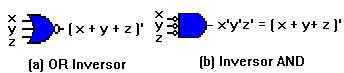 x
y
z
( x + y + z )'
x
y
z
x'y'z' = ( x + y+ z )'
(a) OR Inversor
(b) Inversor AND